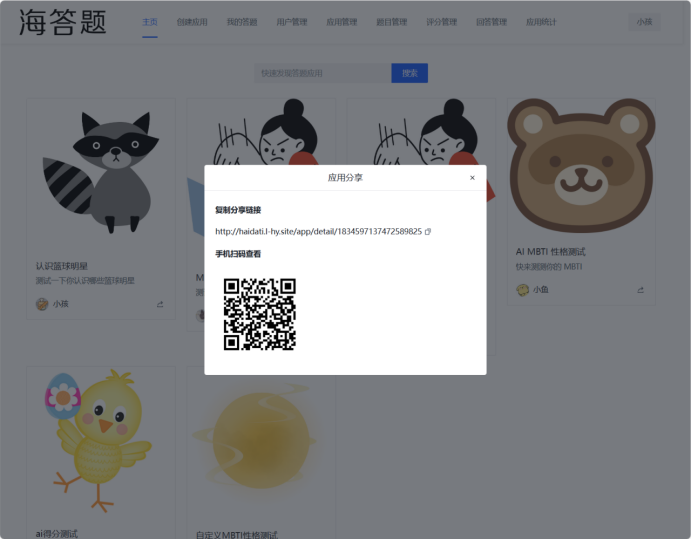 海答题
主页 创建应用 我的答题 用户管理 应用管理 题目管理 评分管理 回答管理 应用统计 小孩
快速发现答题应用 搜索
应用分享 ×
复制分享链接
http://haidati.l-hy.site/app/detail/1834597137472589825
手机扫码查看
认识篮球明星
测试一下你认识哪些篮球明星
小孩
M
测
AI MBTI 性格测试
快来测测你的 MBTI
小鱼
ai得分测试
自定义MBTI性格测试